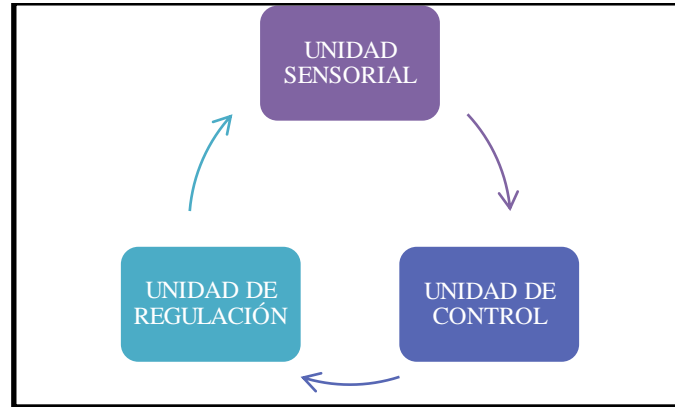 UNIDAD
SENSORIAL
UNIDAD DE
REGULACIÓN
UNIDAD DE
CONTROL